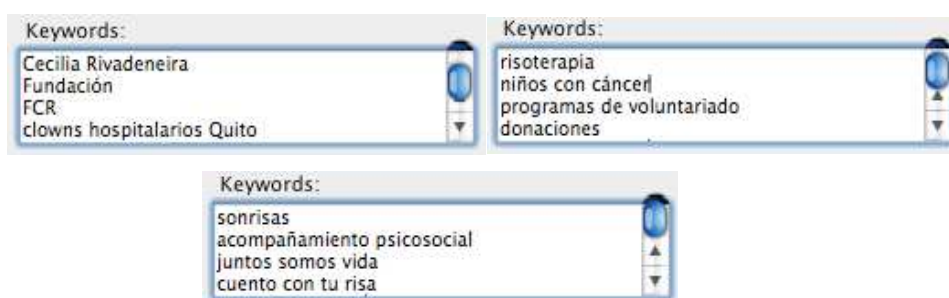 Keywords:
Cecilia Rivadeneira
Fundación
FCR
clowns hospitalarios Quito
Keywords:
risoterapia
niños con cáncer
programas de voluntariado
donaciones
Keywords:
sonrisas
acompañamiento psicosocial
juntos somos vida
cuento con tu risa